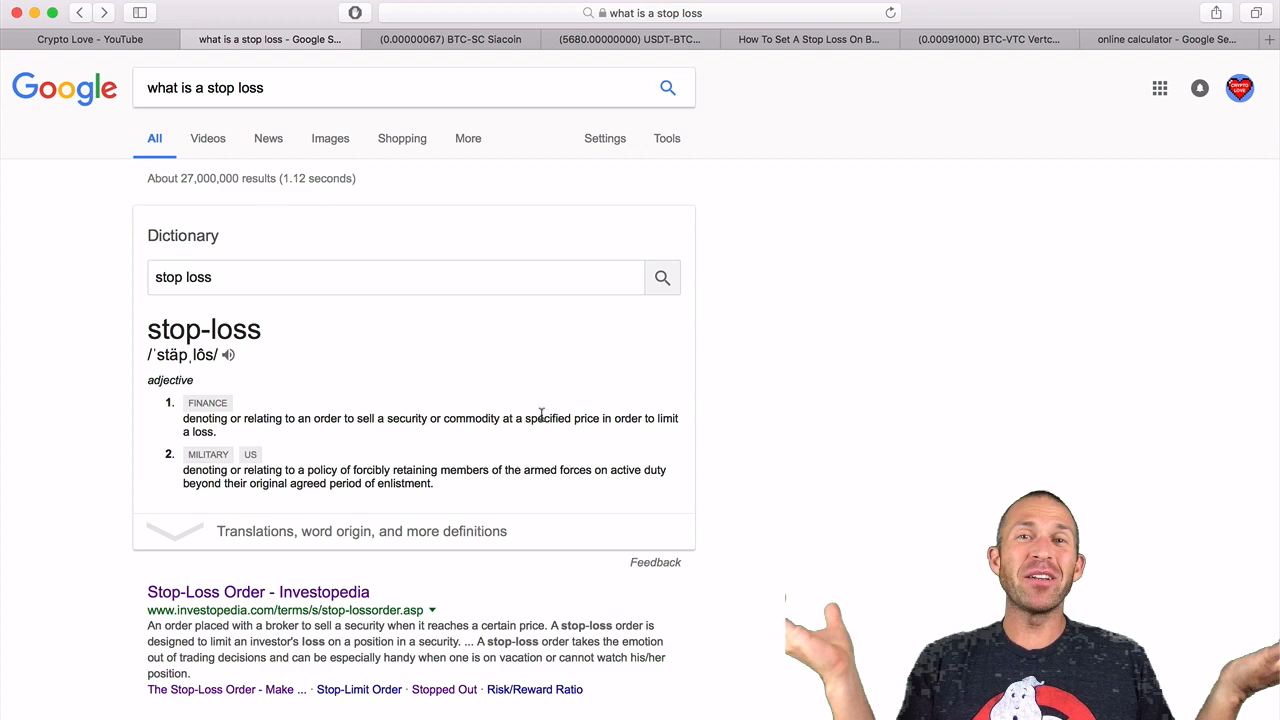 what is a stop loss
Crypto Love - YouTube
what is a stop loss - Google S...
(0.00000067) BTC-SC Siacoin
(5680.00000000) USDT-BTC...
How To Set A Stop Loss On B...
(0.00091000) BTC-VTC Vertc...
online calculator - Google Se...
Google
what is a stop loss
CRYPTO
LOVE
All
Videos
News
Images
Shopping
More
Settings
Tools
About 27,000,000 results (1.12 seconds)
Dictionary
stop loss
stop-loss
/ˈstäpˌlôs/
adjective
1. FINANCE
denoting or relating to an order to sell a security or commodity at a specified price in order to limit
a loss.
2. MILITARY US
denoting or relating to a policy of forcibly retaining members of the armed forces on active duty
beyond their original agreed period of enlistment.
Translations, word origin, and more definitions
Feedback
Stop-Loss Order - Investopedia
www.investopedia.com/terms/s/stop-lossorder.asp
An order placed with a broker to sell a security when it reaches a certain price. A stop-loss order is
designed to limit an investor's loss on a position in a security. ... A stop-loss order takes the emotion
out of trading decisions and can be especially handy when one is on vacation or cannot watch his/her
position.
The Stop-Loss Order - Make ... · Stop-Limit Order · Stopped Out · Risk/Reward Ratio